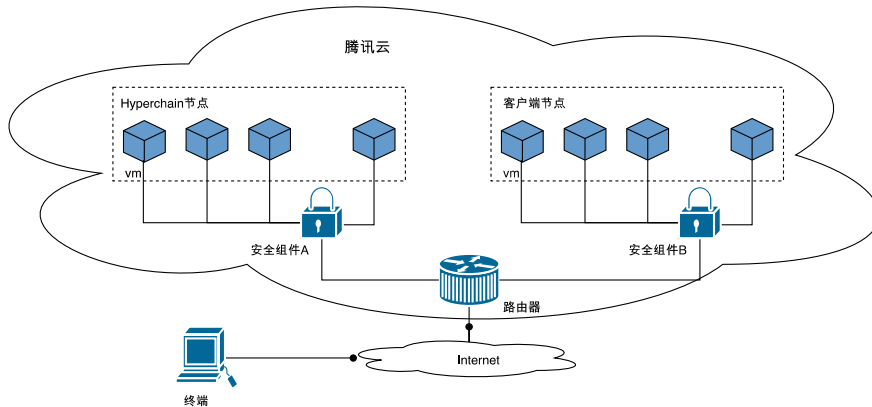 腾讯云
Hyperchain节点
vm
安全组件A
客户端节点
vm
安全组件B
路由器
Internet
终端